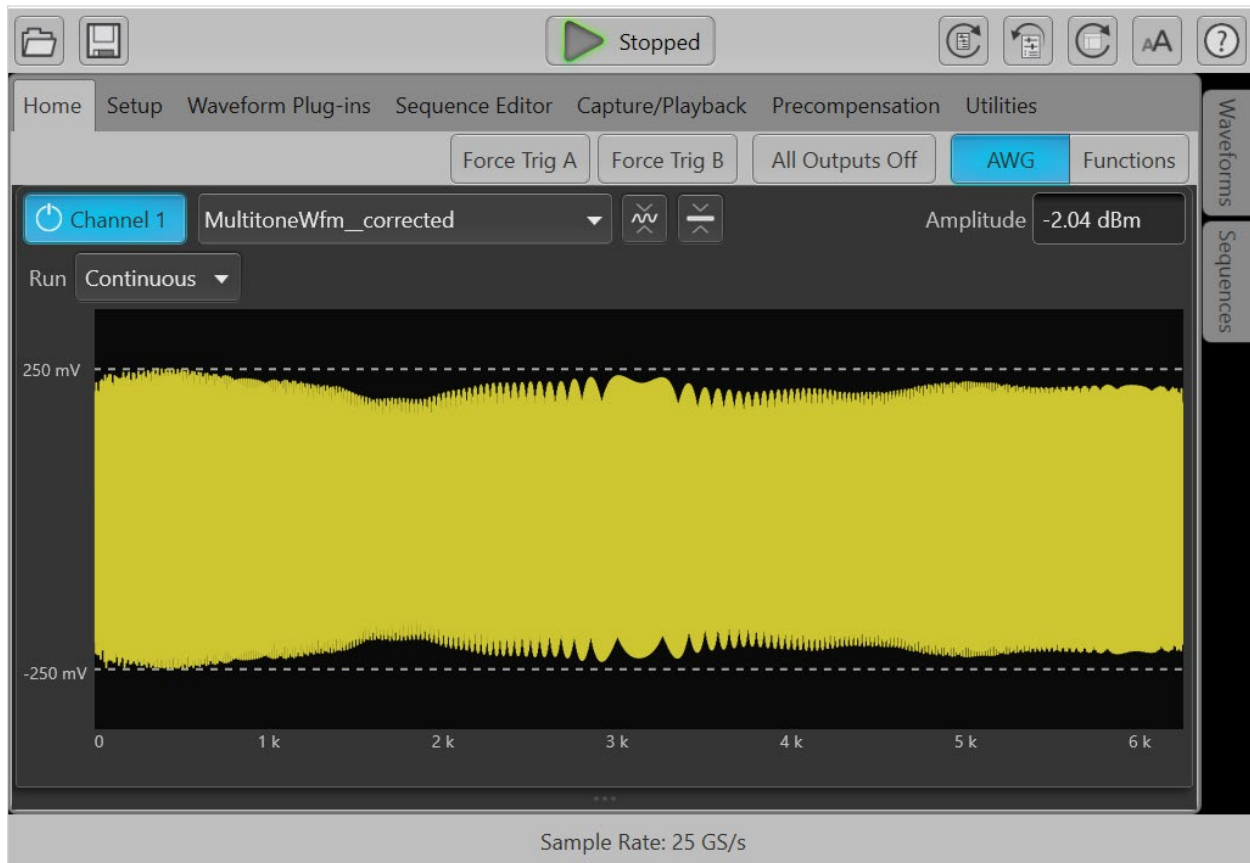 Stopped
AA
?
Home Setup Waveform Plug-ins Sequence Editor Capture/Playback Precompensation Utilities
Force Trig A Force Trig B All Outputs Off AWG Functions
Channel 1 MultitoneWfm__corrected Amplitude -2.04 dBm
Run Continuous
250 mV
-250 mV
0 1 k 2 k 3 k 4 k 5 k 6 k
Sample Rate: 25 GS/s
Waveforms
Sequences